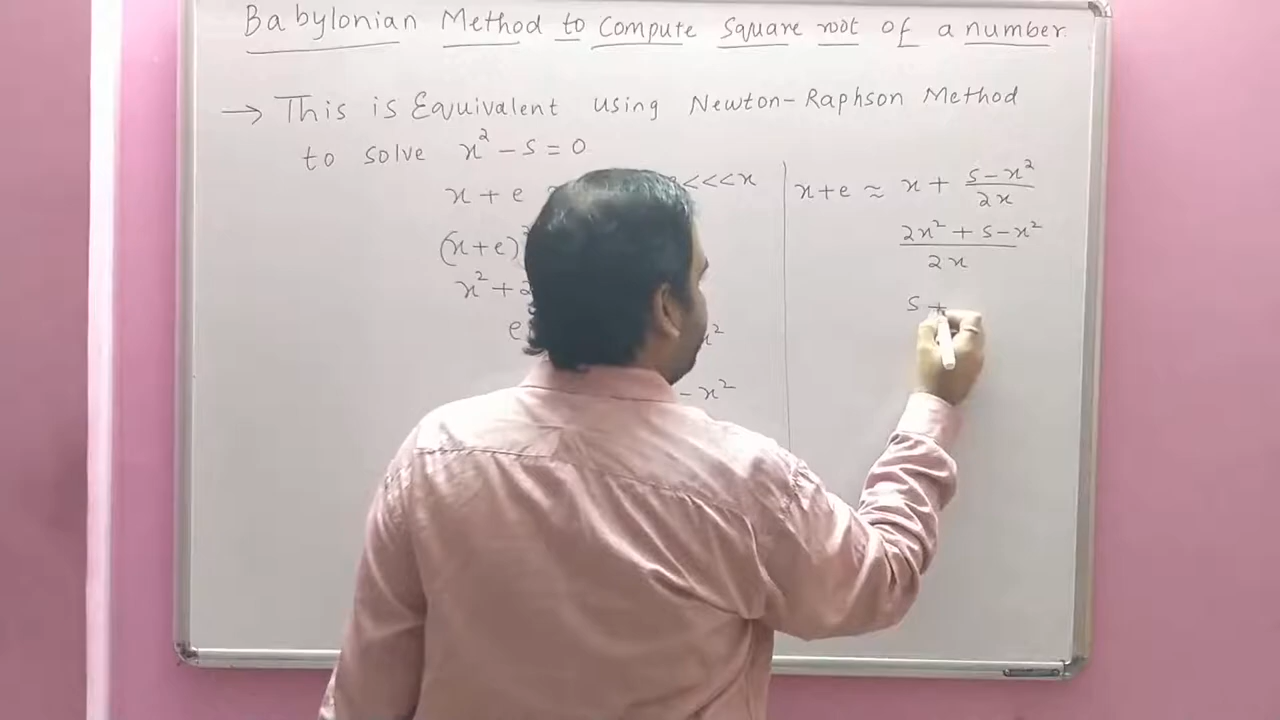 Babylonian Method to Compute Square root of a number
→ This is Equivalent using Newton-Raphson Method
to solve x² - S = 0
x + e <<<x
(x+e)
x² + 2
e x²
- x²
x+e ≈ x + (S-x²)/2x
(2x² + S-x²)/2x
S +